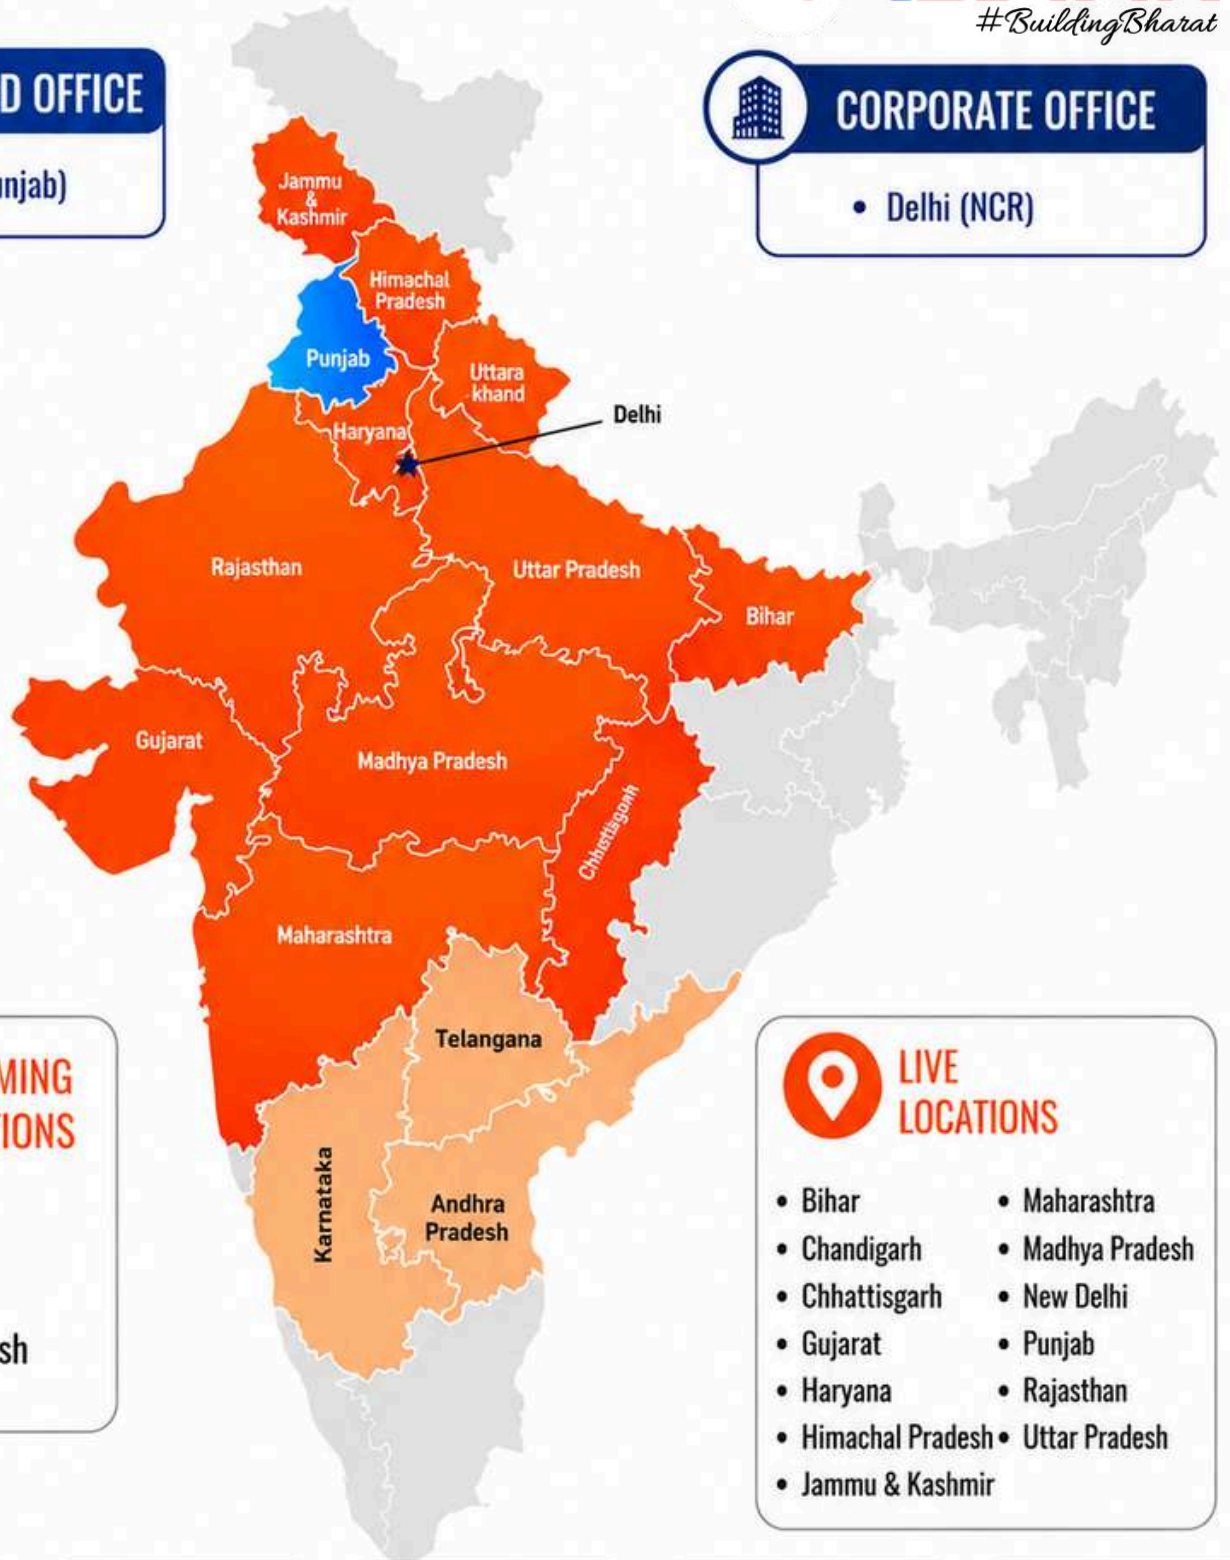 #BuildingBharat
D OFFICE
unjab)
CORPORATE OFFICE
• Delhi (NCR)
Jammu
&
Kashmir
Himachal
Pradesh
Punjab
Uttara
khand
Haryana
Delhi
Rajasthan
Uttar Pradesh
Bihar
Gujarat
Madhya Pradesh
Chhattisgarh
Maharashtra
Telangana
Karnataka
Andhra
Pradesh
MING
TIONS
sh
LIVE
LOCATIONS
• Bihar
• Chandigarh
• Chhattisgarh
• Gujarat
• Haryana
• Himachal Pradesh
• Jammu & Kashmir
• Maharashtra
• Madhya Pradesh
• New Delhi
• Punjab
• Rajasthan
• Uttar Pradesh